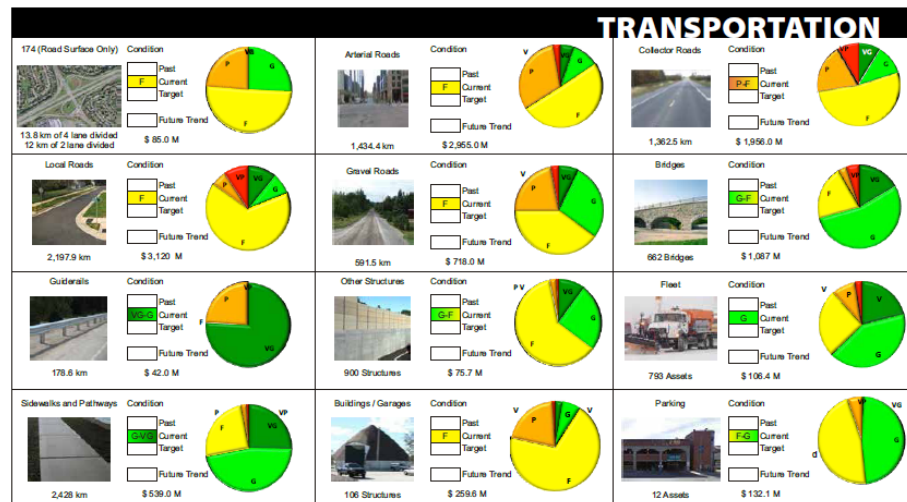 TRANSPORTATION
174 (Road Surface Only)
Condition
Past
F Current
Target
Future Trend
13.8 km of 4 lane divided
12 km of 2 lane divided
$ 85.0 M
VG
P
G
F
Arterial Roads
Condition
Past
F Current
Target
Future Trend
1,434.4 km
$ 2,955.0 M
V
VG
G
P
F
Collector Roads
Condition
Past
P-F Current
Target
Future Trend
1,362.5 km
$ 1,956.0 M
VP
VG
G
P
F
Local Roads
Condition
Past
F Current
Target
Future Trend
2,197.9 km
$ 3,120 M
VP
VG
P
G
F
Gravel Roads
Condition
Past
F Current
Target
Future Trend
591.5 km
$ 718.0 M
V
VG
P
G
F
Bridges
Condition
Past
G-F Current
Target
Future Trend
662 Bridges
$ 1,087 M
P
VP
VG
F
G
Guiderails
Condition
Past
VG-G Current
Target
Future Trend
178.6 km
$ 42.0 M
VP
P
F
VG
Other Structures
Condition
Past
G-F Current
Target
Future Trend
900 Structures
$ 75.7 M
P V
VG
G
F
Fleet
Condition
Past
G Current
Target
Future Trend
793 Assets
$ 106.4 M
V
P
V
F
G
Sidewalks and Pathways
Condition
Past
G-VG Current
Target
Future Trend
2,428 km
$ 539.0 M
P
VP
F
VG
G
Buildings / Garages
Condition
Past
F Current
Target
Future Trend
106 Structures
$ 259.6 M
V
V
P
G
F
Parking
Condition
Past
F-G Current
Target
Future Trend
12 Assets
$ 132.1 M
VP
VG
P
VG
G